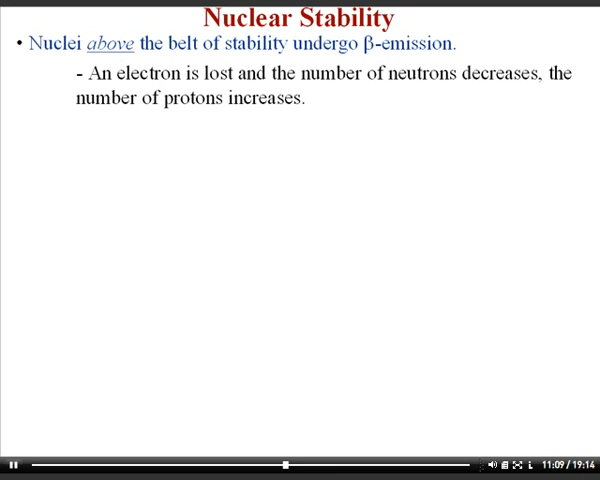 Nuclear Stability
• Nuclei above the belt of stability undergo β-emission.
- An electron is lost and the number of neutrons decreases, the
number of protons increases.
11:09 / 19:14